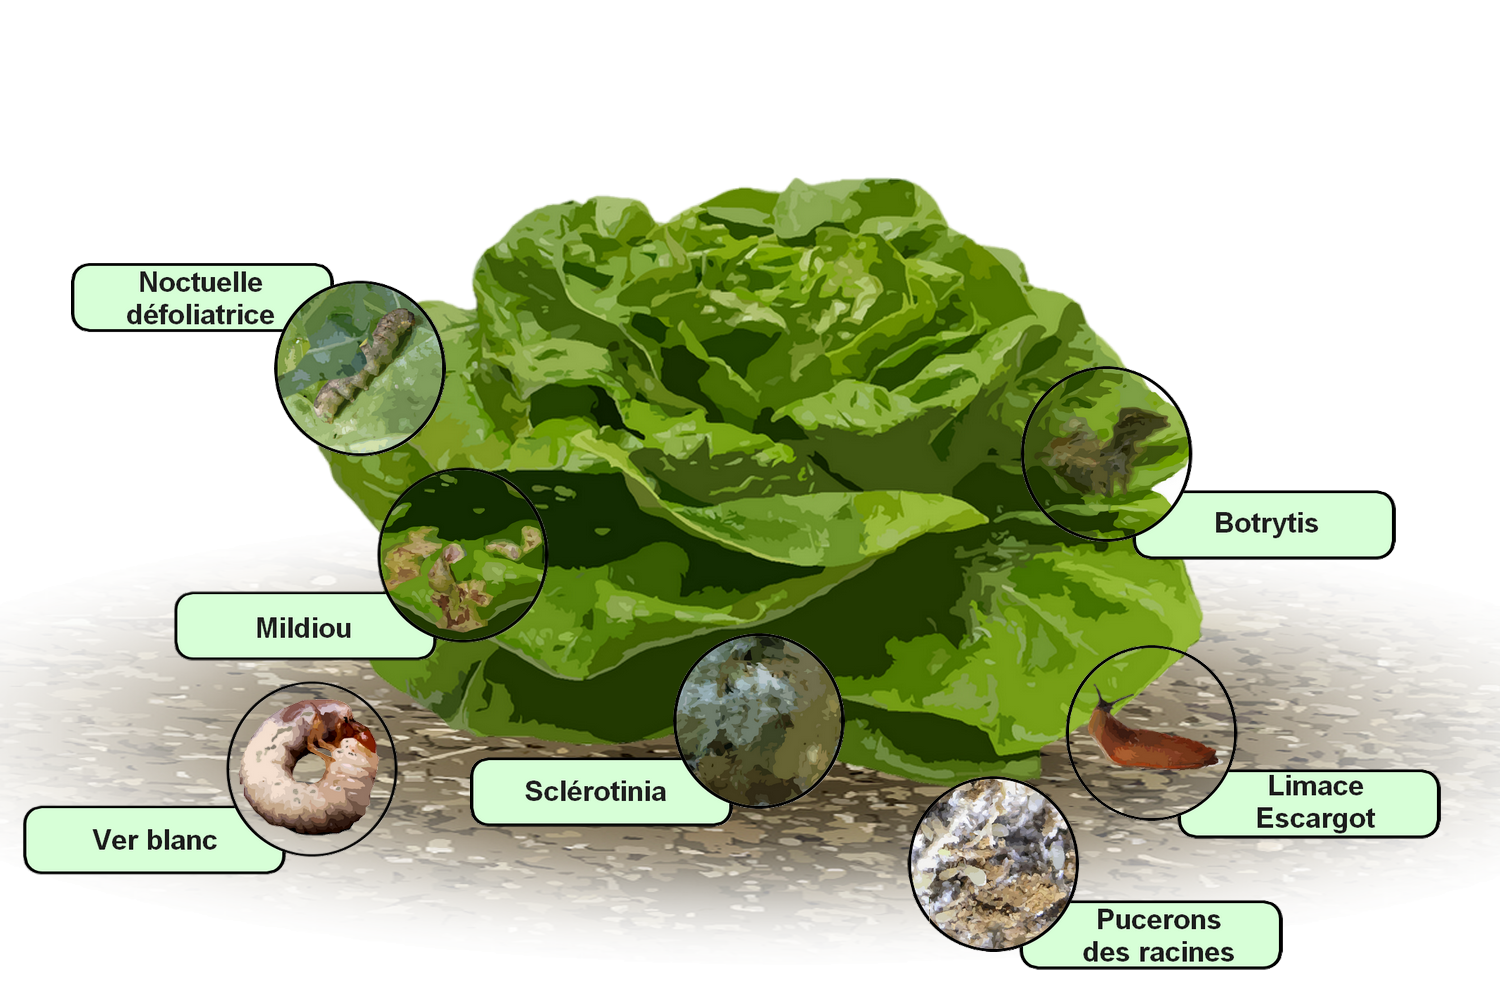 Noctuelle
défoliatrice
Botrytis
Mildiou
Sclérotinia
Limace
Escargot
Ver blanc
Pucerons
des racines